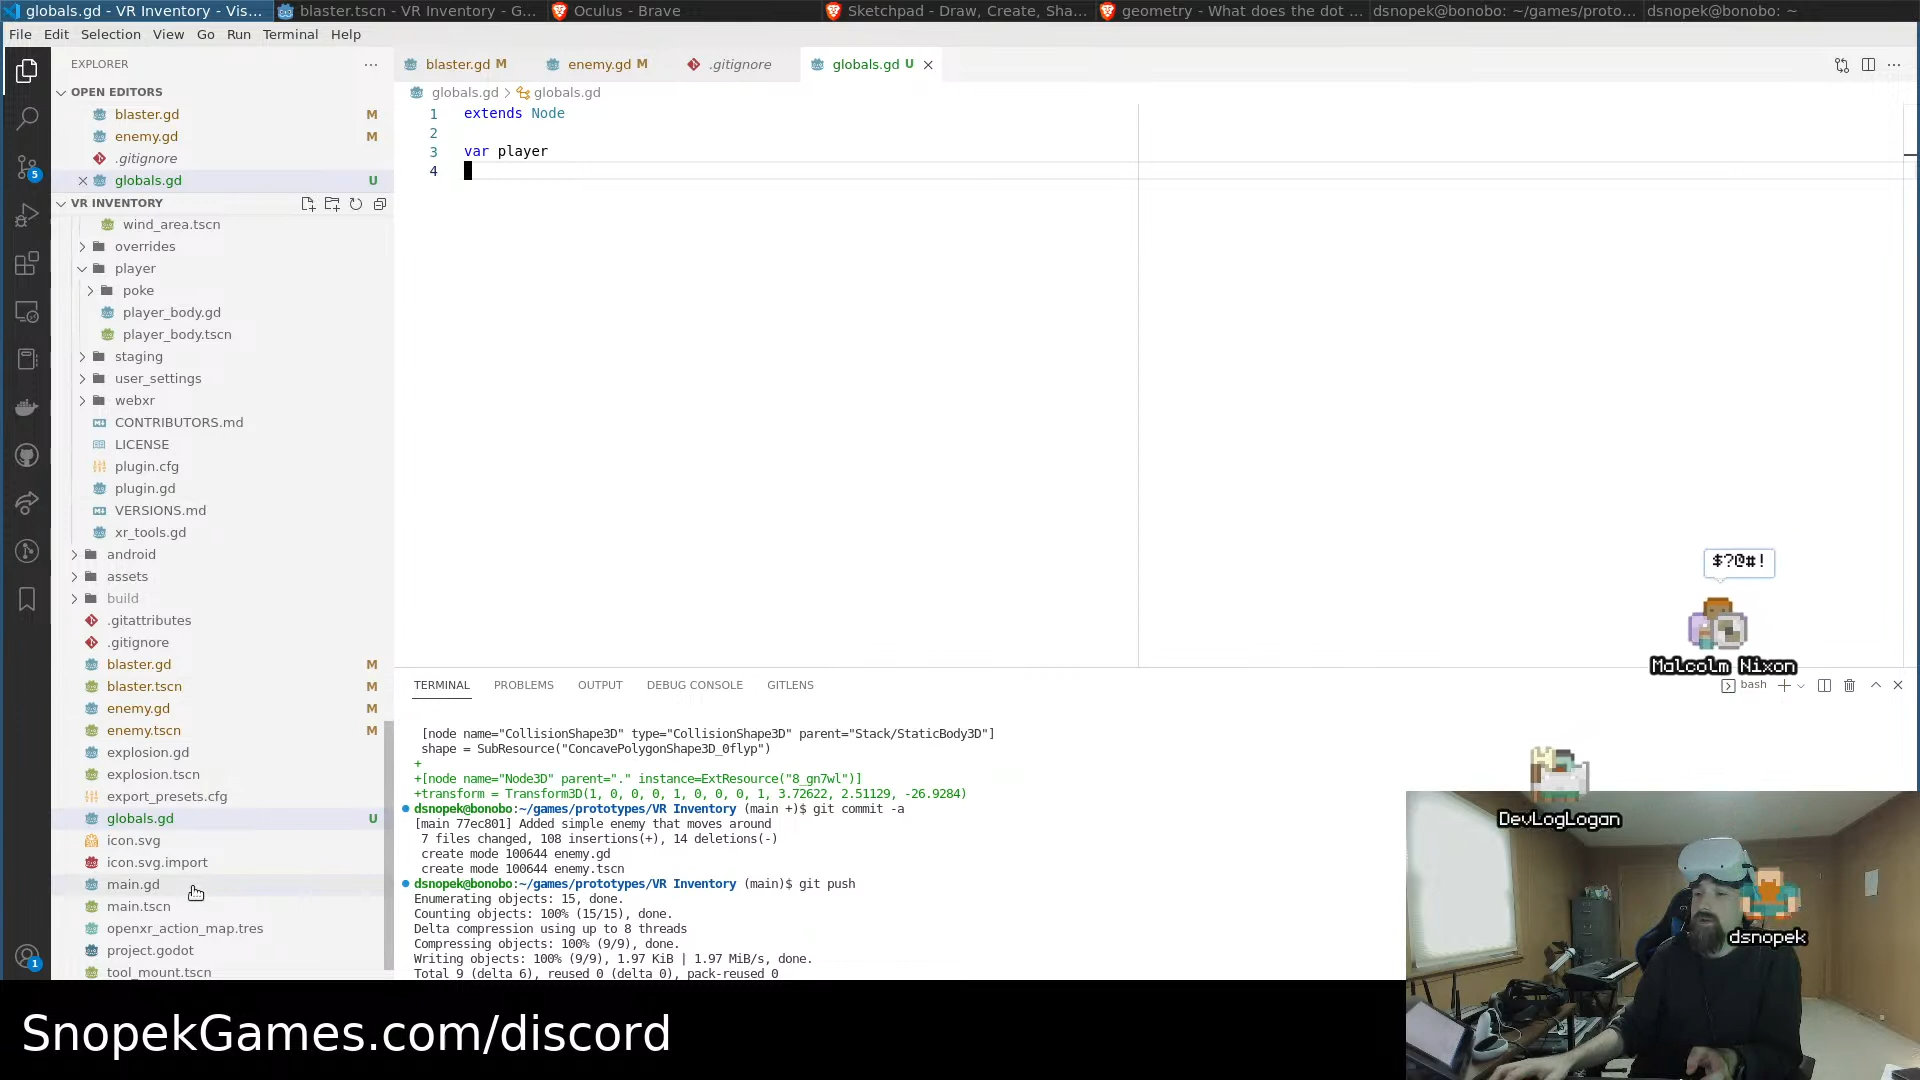 globals.gd - VR Inventory - Vis... blaster.tscn - VR Inventory - G... Oculus - Brave Sketchpad - Draw, Create, Sha... geometry - What does the dot ... dsnopek@bonobo: ~/games/proto... dsnopek@bonobo: ~
File Edit Selection View Go Run Terminal Help
EXPLORER
OPEN EDITORS
blaster.gd M
enemy.gd M
.gitignore
globals.gd U
VR INVENTORY
wind_area.tscn
overrides
player
poke
player_body.gd
player_body.tscn
staging
user_settings
webxr
CONTRIBUTORS.md
LICENSE
plugin.cfg
plugin.gd
VERSIONS.md
xr_tools.gd
android
assets
build
.gitattributes
.gitignore
blaster.gd M
blaster.tscn M
enemy.gd M
enemy.tscn M
explosion.gd
explosion.tscn
export_presets.cfg
globals.gd U
icon.svg
icon.svg.import
main.gd
main.tscn
openxr_action_map.tres
project.godot
tool_mount.tscn
5
1
blaster.gd M enemy.gd M .gitignore globals.gd U
globals.gd > globals.gd
1 extends Node
2
3 var player
4
$?@#!
Malcolm Nixon
TERMINAL PROBLEMS OUTPUT DEBUG CONSOLE GITLENS bash
[node name="CollisionShape3D" type="CollisionShape3D" parent="Stack/StaticBody3D"]
shape = SubResource("ConcavePolygonShape3D_0flyp")
+
+[node name="Node3D" parent="." instance=ExtResource("8_gn7wl")]
+transform = Transform3D(1, 0, 0, 0, 1, 0, 0, 0, 1, 3.72622, 2.51129, -26.9284)
dsnopek@bonobo:~/games/prototypes/VR Inventory (main +)$ git commit -a
[main 77ec801] Added simple enemy that moves around
7 files changed, 108 insertions(+), 14 deletions(-)
create mode 100644 enemy.gd
create mode 100644 enemy.tscn
dsnopek@bonobo:~/games/prototypes/VR Inventory (main)$ git push
Enumerating objects: 15, done.
Counting objects: 100% (15/15), done.
Delta compression using up to 8 threads
Compressing objects: 100% (9/9), done.
Writing objects: 100% (9/9), 1.97 KiB | 1.97 MiB/s, done.
Total 9 (delta 6), reused 0 (delta 0), pack-reused 0
DevLogLogan
dsnopek
SnopekGames.com/discord